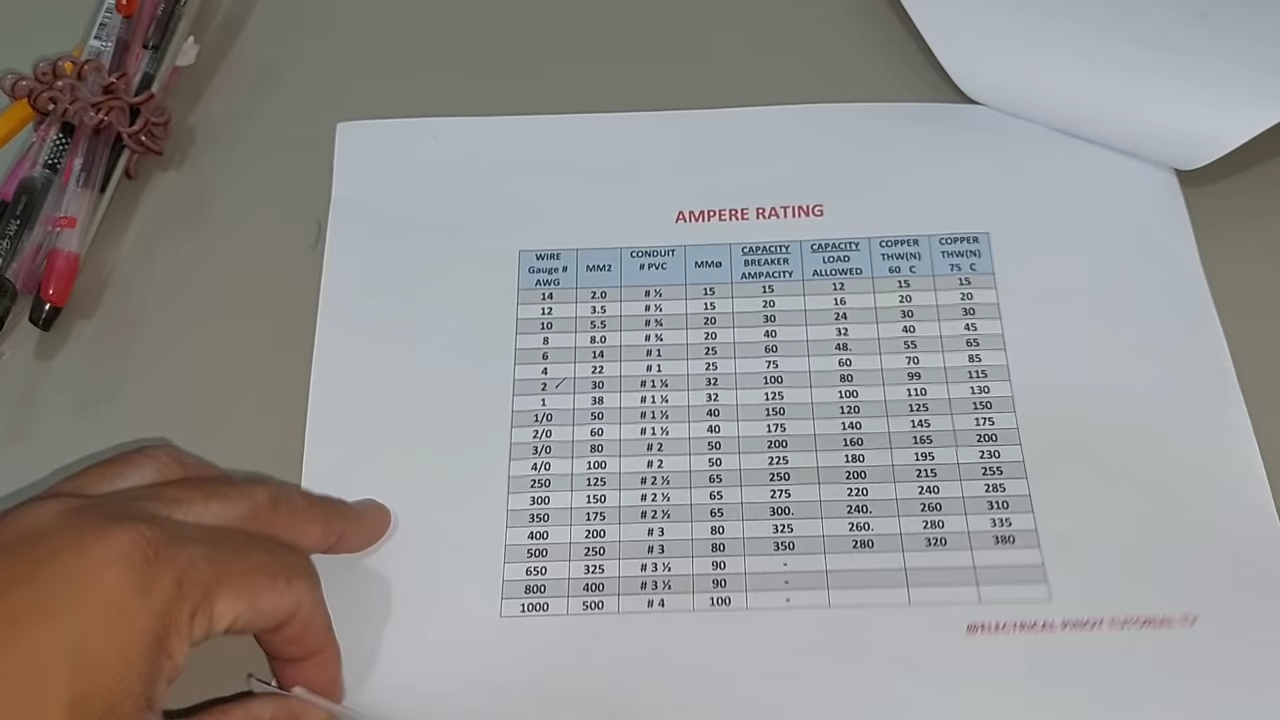 AMPERE RATING
WIRE Gauge # AWG MM2 CONDUIT # PVC MMø CAPACITY BREAKER AMPACITY CAPACITY LOAD ALLOWED COPPER THW(N) 60 C COPPER THW(N) 75 C
14 2.0 # ½ 15 15 12 15 15
12 3.5 # ½ 15 20 16 20 20
10 5.5 # ¾ 20 30 24 30 30
8 8.0 # ¾ 20 40 32 40 45
6 14 # 1 25 60 48. 55 65
4 22 # 1 25 75 60 70 85
2 30 # 1 ¼ 32 100 80 99 115
1 38 # 1 ¼ 32 125 100 110 130
1/0 50 # 1 ½ 40 150 120 125 150
2/0 60 # 1 ½ 40 175 140 145 175
3/0 80 # 2 50 200 160 165 200
4/0 100 # 2 50 225 180 195 230
250 125 # 2 ½ 65 250 200 215 255
300 150 # 2 ½ 65 275 220 240 285
350 175 # 2 ½ 65 300. 240. 260 310
400 200 # 3 80 325 260. 280 335
500 250 # 3 80 350 280 320 380
650 325 # 3 ½ 90 "
800 400 # 3 ½ 90 "
1000 500 # 4 100 "